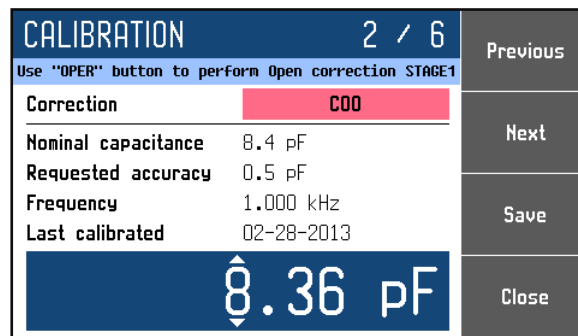 CALIBRATION 2 / 6
Use "OPER" button to perform Open correction STAGE1
Correction C00
Nominal capacitance 8.4 pF
Requested accuracy 0.5 pF
Frequency 1.000 kHz
Last calibrated 02-28-2013
8.36 pF
Previous
Next
Save
Close